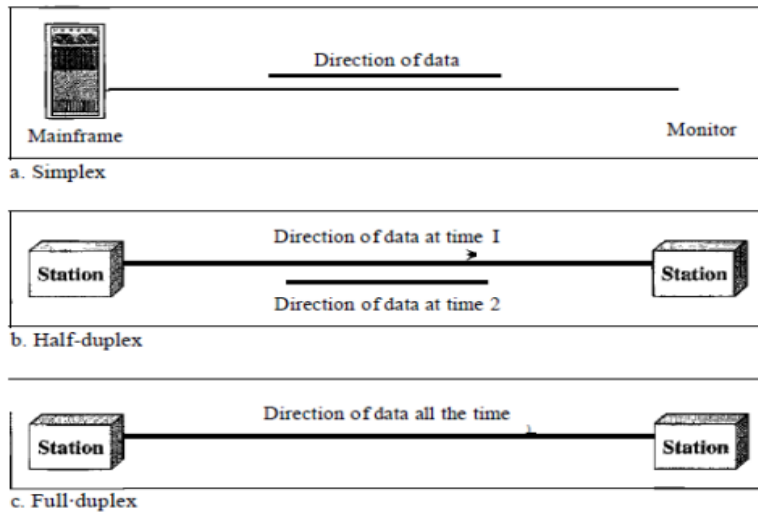 Direction of data
Mainframe
Monitor
a. Simplex
Direction of data at time I
Station
Station
Direction of data at time 2
b. Half-duplex
Direction of data all the time
Station
Station
c. Full·duplex